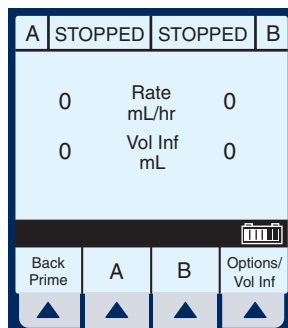 A STOPPED STOPPED B
0 Rate mL/hr 0
0 Vol Inf mL 0
Back Prime
A
B
Options/ Vol Inf